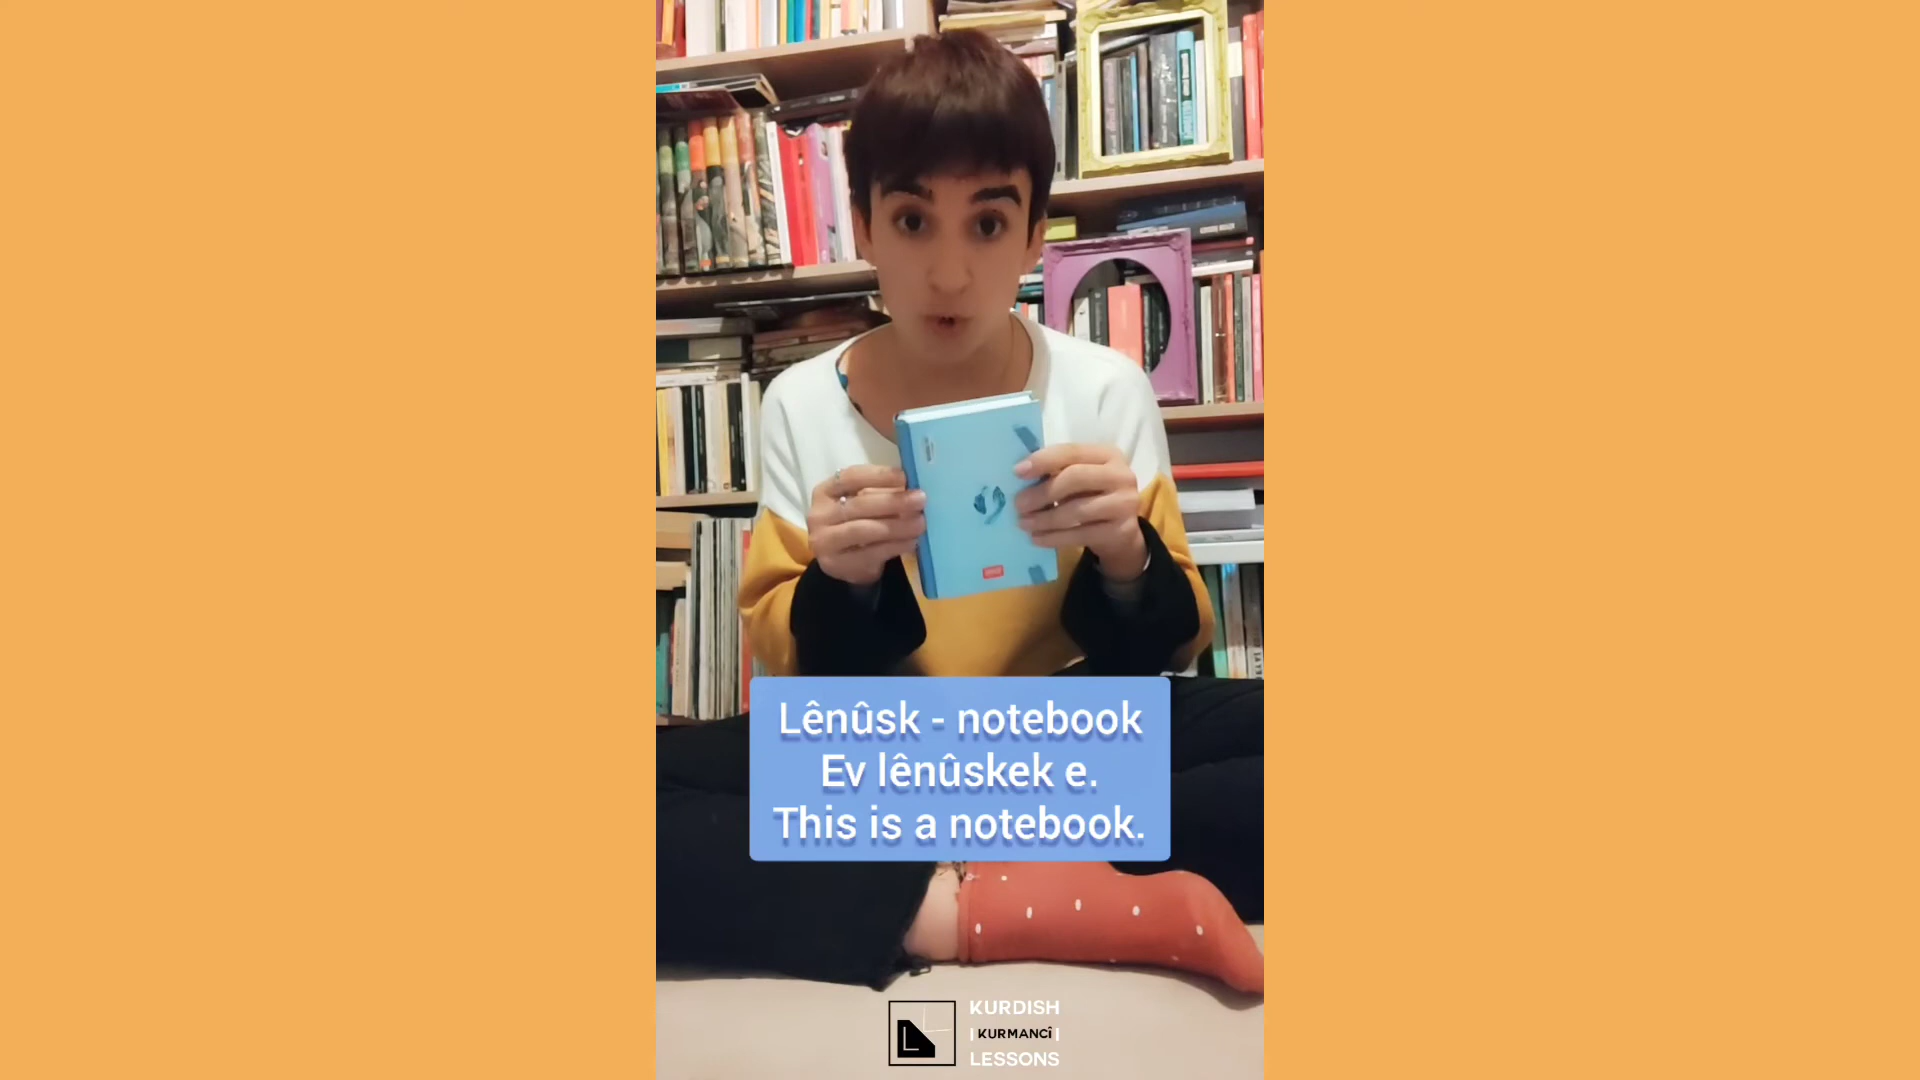 Lênûsk - notebook
Ev lênûskek e.
This is a notebook.
KURDISH
| KURMANCÎ |
LESSONS